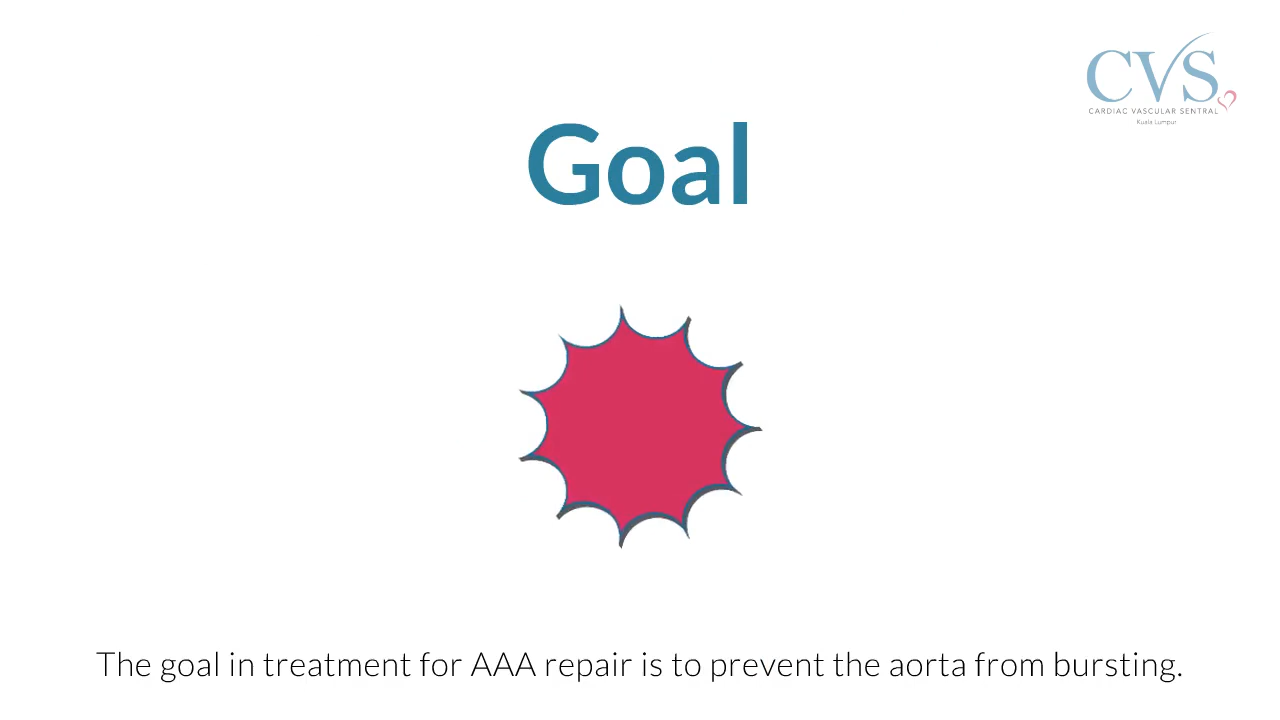 CVS
CARDIAC VASCULAR SENTRAL
Kuala Lumpur
Goal
The goal in treatment for AAA repair is to prevent the aorta from bursting.